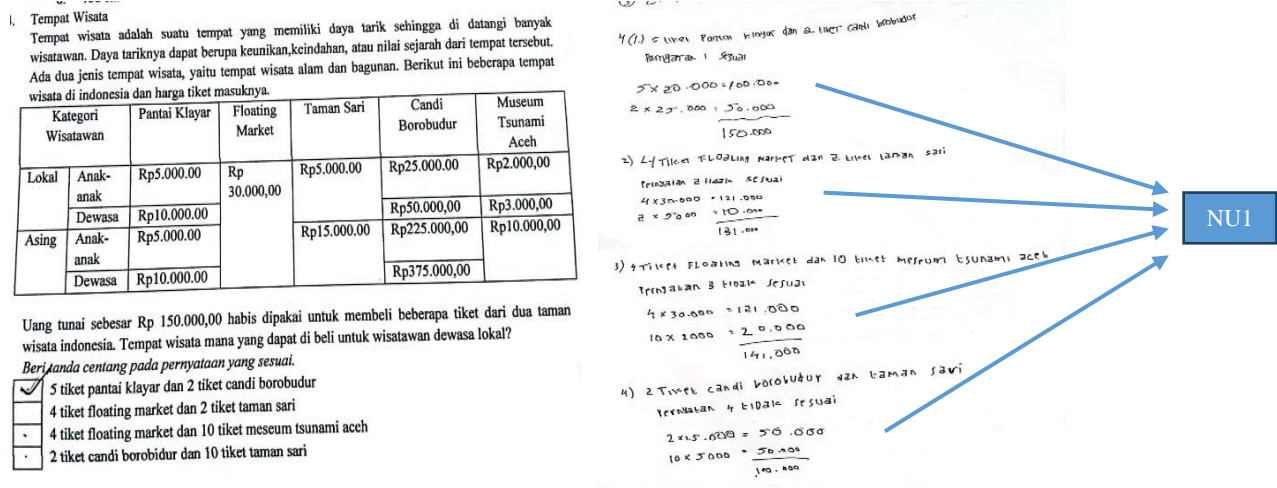 Tempat Wisata
Tempat wisata adalah suatu tempat yang memiliki daya tarik sehingga di datangi banyak
wisatawan. Daya tariknya dapat berupa keunikan,keindahan, atau nilai sejarah dari tempat tersebut.
Ada dua jenis tempat wisata, yaitu tempat wisata alam dan bagunan. Berikut ini beberapa tempat
wisata di indonesia dan harga tiket masuknya.
Kategori Wisatawan Pantai Klayar Floating Market Taman Sari Candi Borobudur Museum Tsunami Aceh
Lokal Anak-anak Rp5.000.00 Rp 30.000,00 Rp5.000.00 Rp25.000.00 Rp2.000,00
Dewasa Rp10.000.00 Rp50.000,00 Rp3.000,00
Asing Anak-anak Rp5.000.00 Rp15.000.00 Rp225.000,00 Rp10.000,00
Dewasa Rp10.000.00 Rp375.000,00
Uang tunai sebesar Rp 150.000,00 habis dipakai untuk membeli beberapa tiket dari dua taman
wisata indonesia. Tempat wisata mana yang dapat di beli untuk wisatawan dewasa lokal?
Beri tanda centang pada pernyataan yang sesuai.
5 tiket pantai klayar dan 2 tiket candi borobudur
4 tiket floating market dan 2 tiket taman sari
4 tiket floating market dan 10 tiket meseum tsunami aceh
2 tiket candi borobidur dan 10 tiket taman sari
4 (1.) 5 tiket klayar dan 2 tiket candi brobudur
1 sesuai
5 × 20.000 = 100.000
2 × 25.000 = 50.000
150.000
2) 4 Tiket FLOating Market dan 2 tiket taman sari
2 tidak sesuai
4 × 30.000 = 121.000
2 × 5000 = 10.000
131.000
3) 4 Tiket FLoating Market dan 10 tiket meseum tsunami aceh
3 tidak sesuai
4 × 30.000 = 121.000
10 × 2000 = 20.000
141,000
4) 2 Tiket candi borobudur dan taman sari
4 tidak sesuai
2 × 25.000 = 50.000
10 × 5000 = 50.000
100.000
NU1